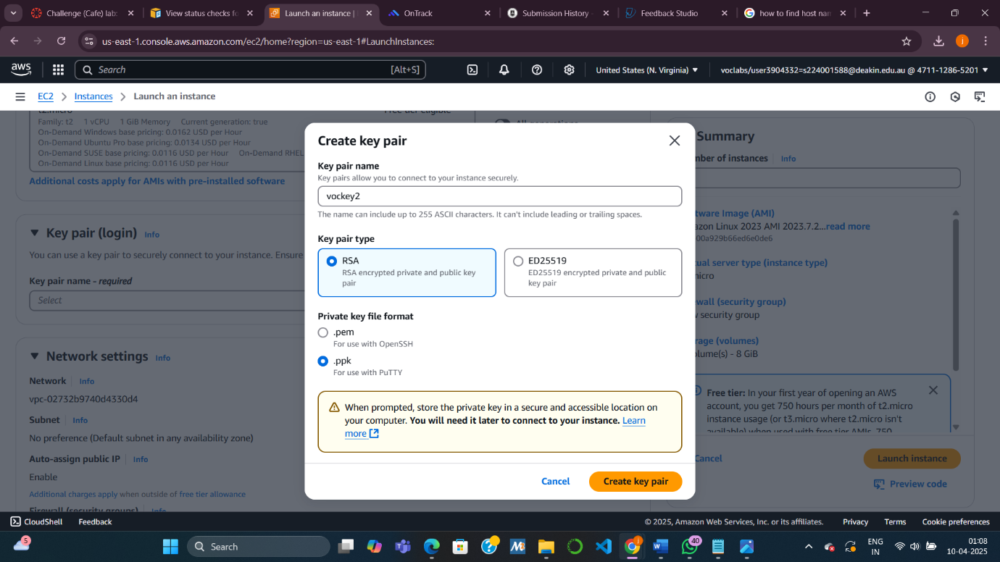 Challenge (Cafe) lab:
View status checks fo
Launch an instance |
OnTrack
Submission History -
Feedback Studio
how to find host nam
us-east-1.console.aws.amazon.com/ec2/home?region=us-east-1#LaunchInstances:
j
aws
Search
[Alt+S]
United States (N. Virginia)
voclabs/user3904332=s224001588@deakin.edu.au @ 4711-1286-5201
EC2
Instances
Launch an instance
t2.micro
Free tier eligible
Family: t2 1 vCPU 1 GiB Memory Current generation: true
On-Demand Windows base pricing: 0.0162 USD per Hour
On-Demand Ubuntu Pro base pricing: 0.0134 USD per Hour
On-Demand SUSE base pricing: 0.0116 USD per Hour On-Demand RHEL
On-Demand Linux base pricing: 0.0116 USD per Hour
All generations
Additional costs apply for AMIs with pre-installed software
Key pair (login) Info
You can use a key pair to securely connect to your instance. Ensure
Key pair name - required
Select
Network settings Info
Network Info
vpc-02732b9740d4330d4
Subnet Info
No preference (Default subnet in any availability zone)
Auto-assign public IP Info
Enable
Additional charges apply when outside of free tier allowance
Firewall (security groups) Info
Create key pair
Key pair name
Key pairs allow you to connect to your instance securely.
vockey2
The name can include up to 255 ASCII characters. It can't include leading or trailing spaces.
Key pair type
RSA
RSA encrypted private and public key
pair
ED25519
ED25519 encrypted private and public
key pair
Private key file format
.pem
For use with OpenSSH
.ppk
For use with PuTTY
When prompted, store the private key in a secure and accessible location on
your computer. You will need it later to connect to your instance. Learn
more
Cancel
Create key pair
Summary
nber of instances Info
tware Image (AMI)
azon Linux 2023 AMI 2023.7.2...read more
00a929b66ed6e0de6
tual server type (instance type)
micro
wall (security group)
w security group
rage (volumes)
olume(s) - 8 GiB
Free tier: In your first year of opening an AWS
account, you get 750 hours per month of t2.micro
instance usage (or t3.micro where t2.micro isn't
available) when used with free tier AMIs, 750
Cancel
Launch instance
Preview code
CloudShell
Feedback
© 2025, Amazon Web Services, Inc. or its affiliates.
Privacy
Terms
Cookie preferences
5
Search
40
ENG
IN
01:08
10-04-2025